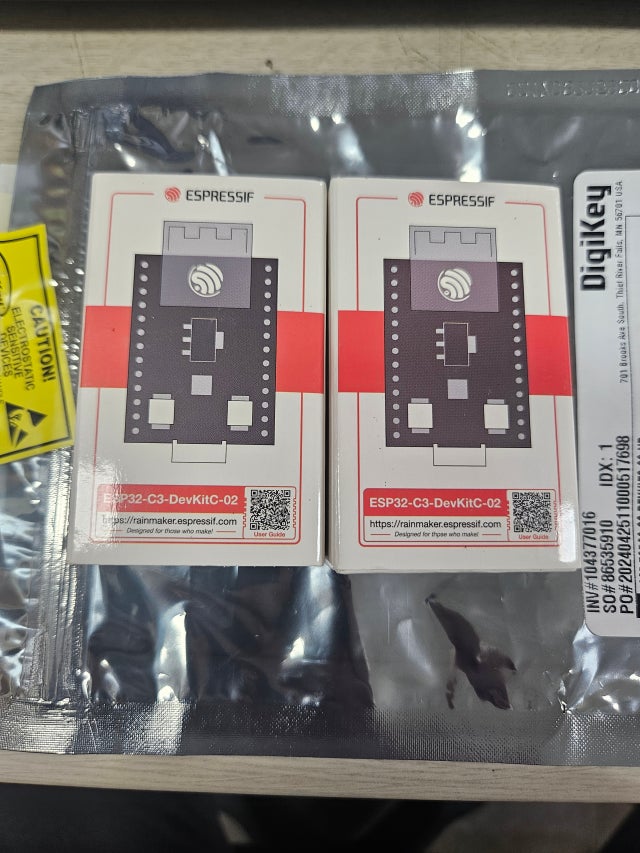 ESPRESSIF
ESP32-C3-DevKitC-02
https://rainmaker.espressif.com
Designed for those who make!
User Guide
ESPRESSIF
ESP32-C3-DevKitC-02
https://rainmaker.espressif.com
Designed for those who make!
User Guide
CAUTION!
ELECTROSTATIC
SENSITIVE
DEVICES
DigiKey
701 Brooks Ave South, Thief River Falls, MN 56701 USA
INV#104377016
SO#86535910 IDX: 1
PO#20240425110000517698